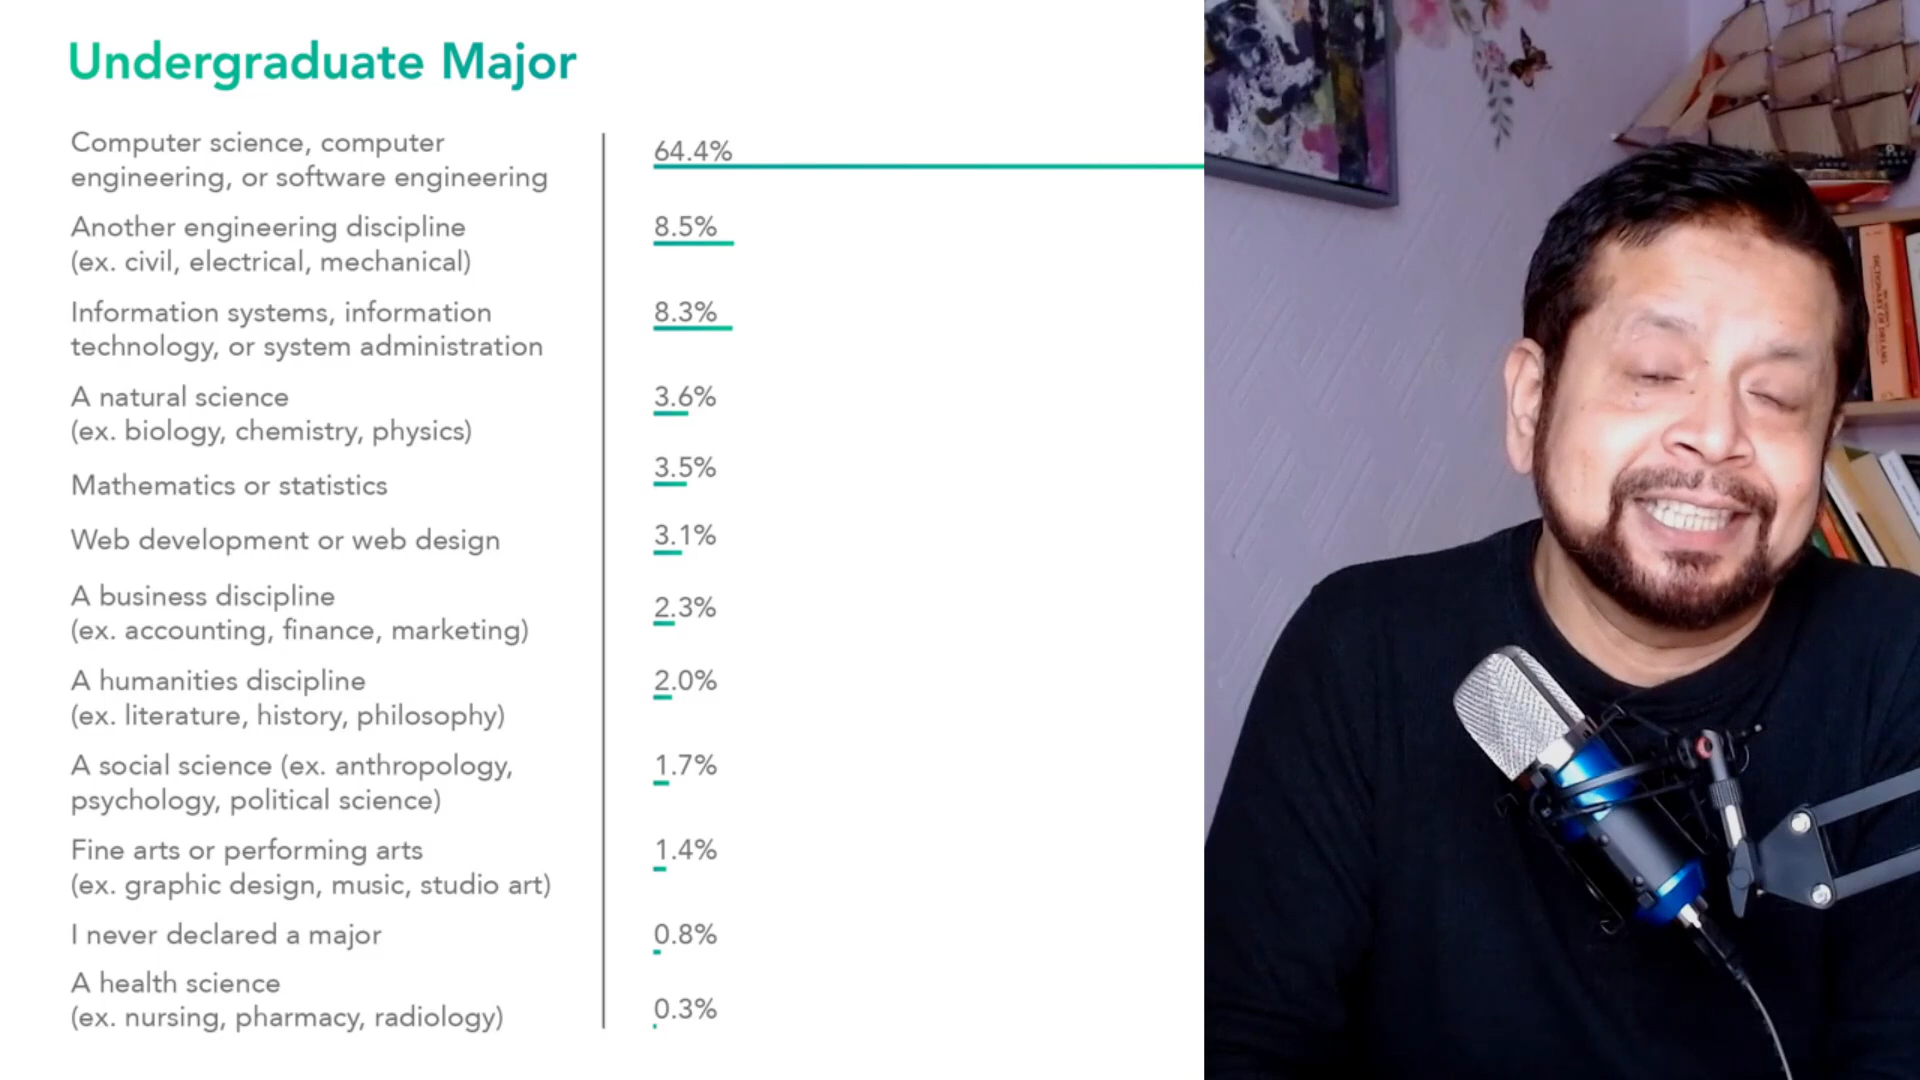 Undergraduate Major
Computer science, computer
engineering, or software engineering
64.4%
Another engineering discipline
(ex. civil, electrical, mechanical)
8.5%
Information systems, information
technology, or system administration
8.3%
A natural science
(ex. biology, chemistry, physics)
3.6%
Mathematics or statistics
3.5%
Web development or web design
3.1%
A business discipline
(ex. accounting, finance, marketing)
2.3%
A humanities discipline
(ex. literature, history, philosophy)
2.0%
A social science (ex. anthropology,
psychology, political science)
1.7%
Fine arts or performing arts
(ex. graphic design, music, studio art)
1.4%
I never declared a major
0.8%
A health science
(ex. nursing, pharmacy, radiology)
0.3%
DICTIONARY OF DREAMS